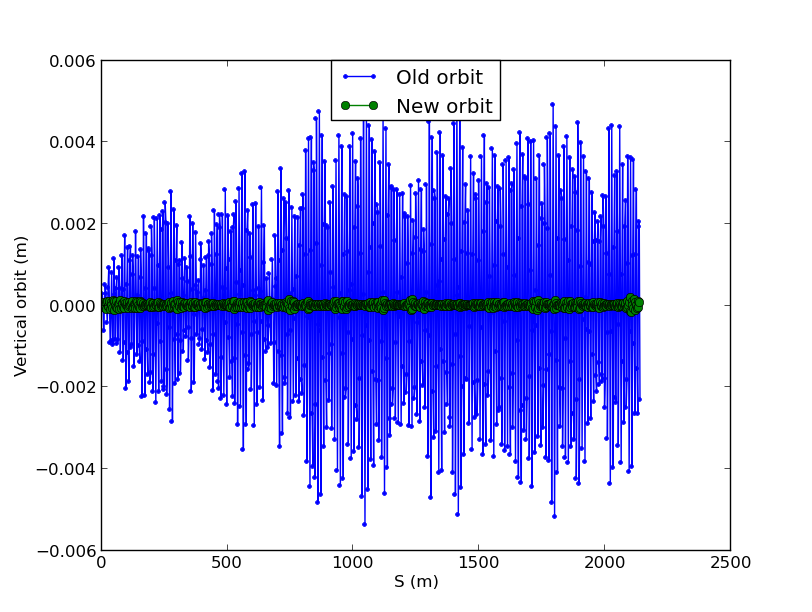 0.006
Old orbit
New orbit
0.004
0.002
0.000
−0.002
−0.004
−0.006
Vertical orbit (m)
0 500 1000 1500 2000 2500
S (m)